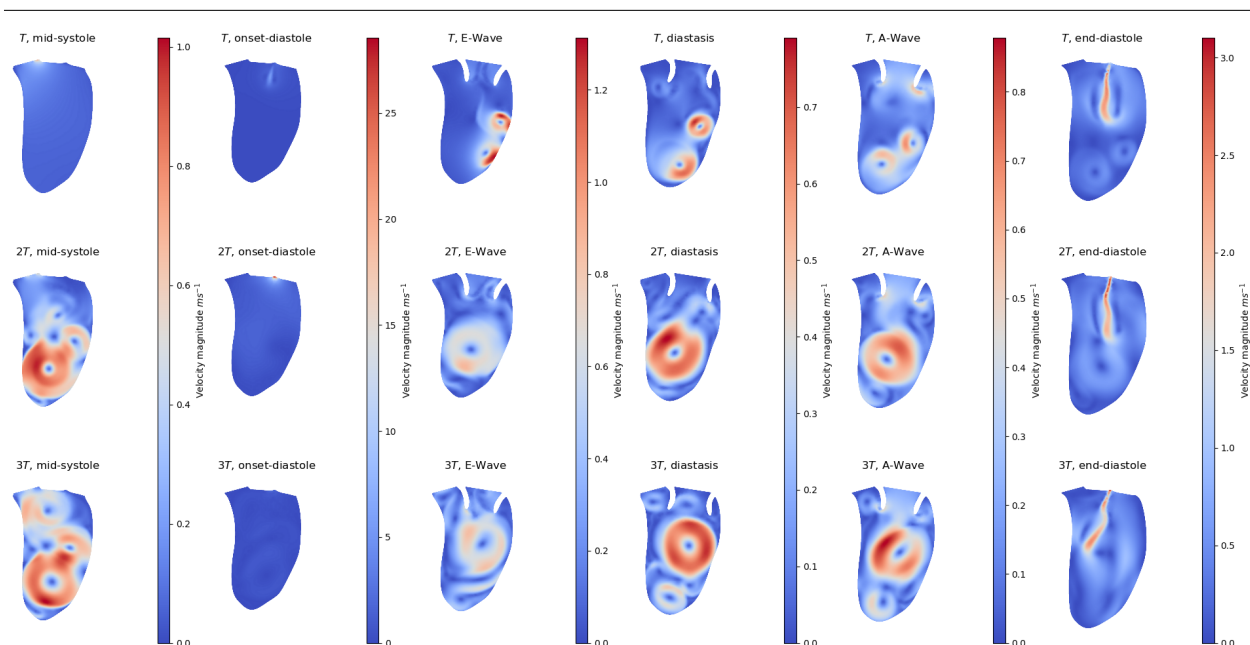 T, mid-systole
T, onset-diastole
T, E-Wave
T, diastasis
T, A-Wave
T, end-diastole
2T, mid-systole
2T, onset-diastole
2T, E-Wave
2T, diastasis
2T, A-Wave
2T, end-diastole
3T, mid-systole
3T, onset-diastole
3T, E-Wave
3T, diastasis
3T, A-Wave
3T, end-diastole
1.0
0.8
0.6
0.4
0.2
0.0
Velocity magnitude ms⁻¹
25
20
15
10
5
0
Velocity magnitude ms⁻¹
1.2
1.0
0.8
0.6
0.4
0.2
0.0
Velocity magnitude ms⁻¹
0.7
0.6
0.5
0.4
0.3
0.2
0.1
0.0
Velocity magnitude ms⁻¹
0.8
0.7
0.6
0.5
0.4
0.3
0.2
0.1
0.0
Velocity magnitude ms⁻¹
3.0
2.5
2.0
1.5
1.0
0.5
0.0
Velocity magnitude ms⁻¹